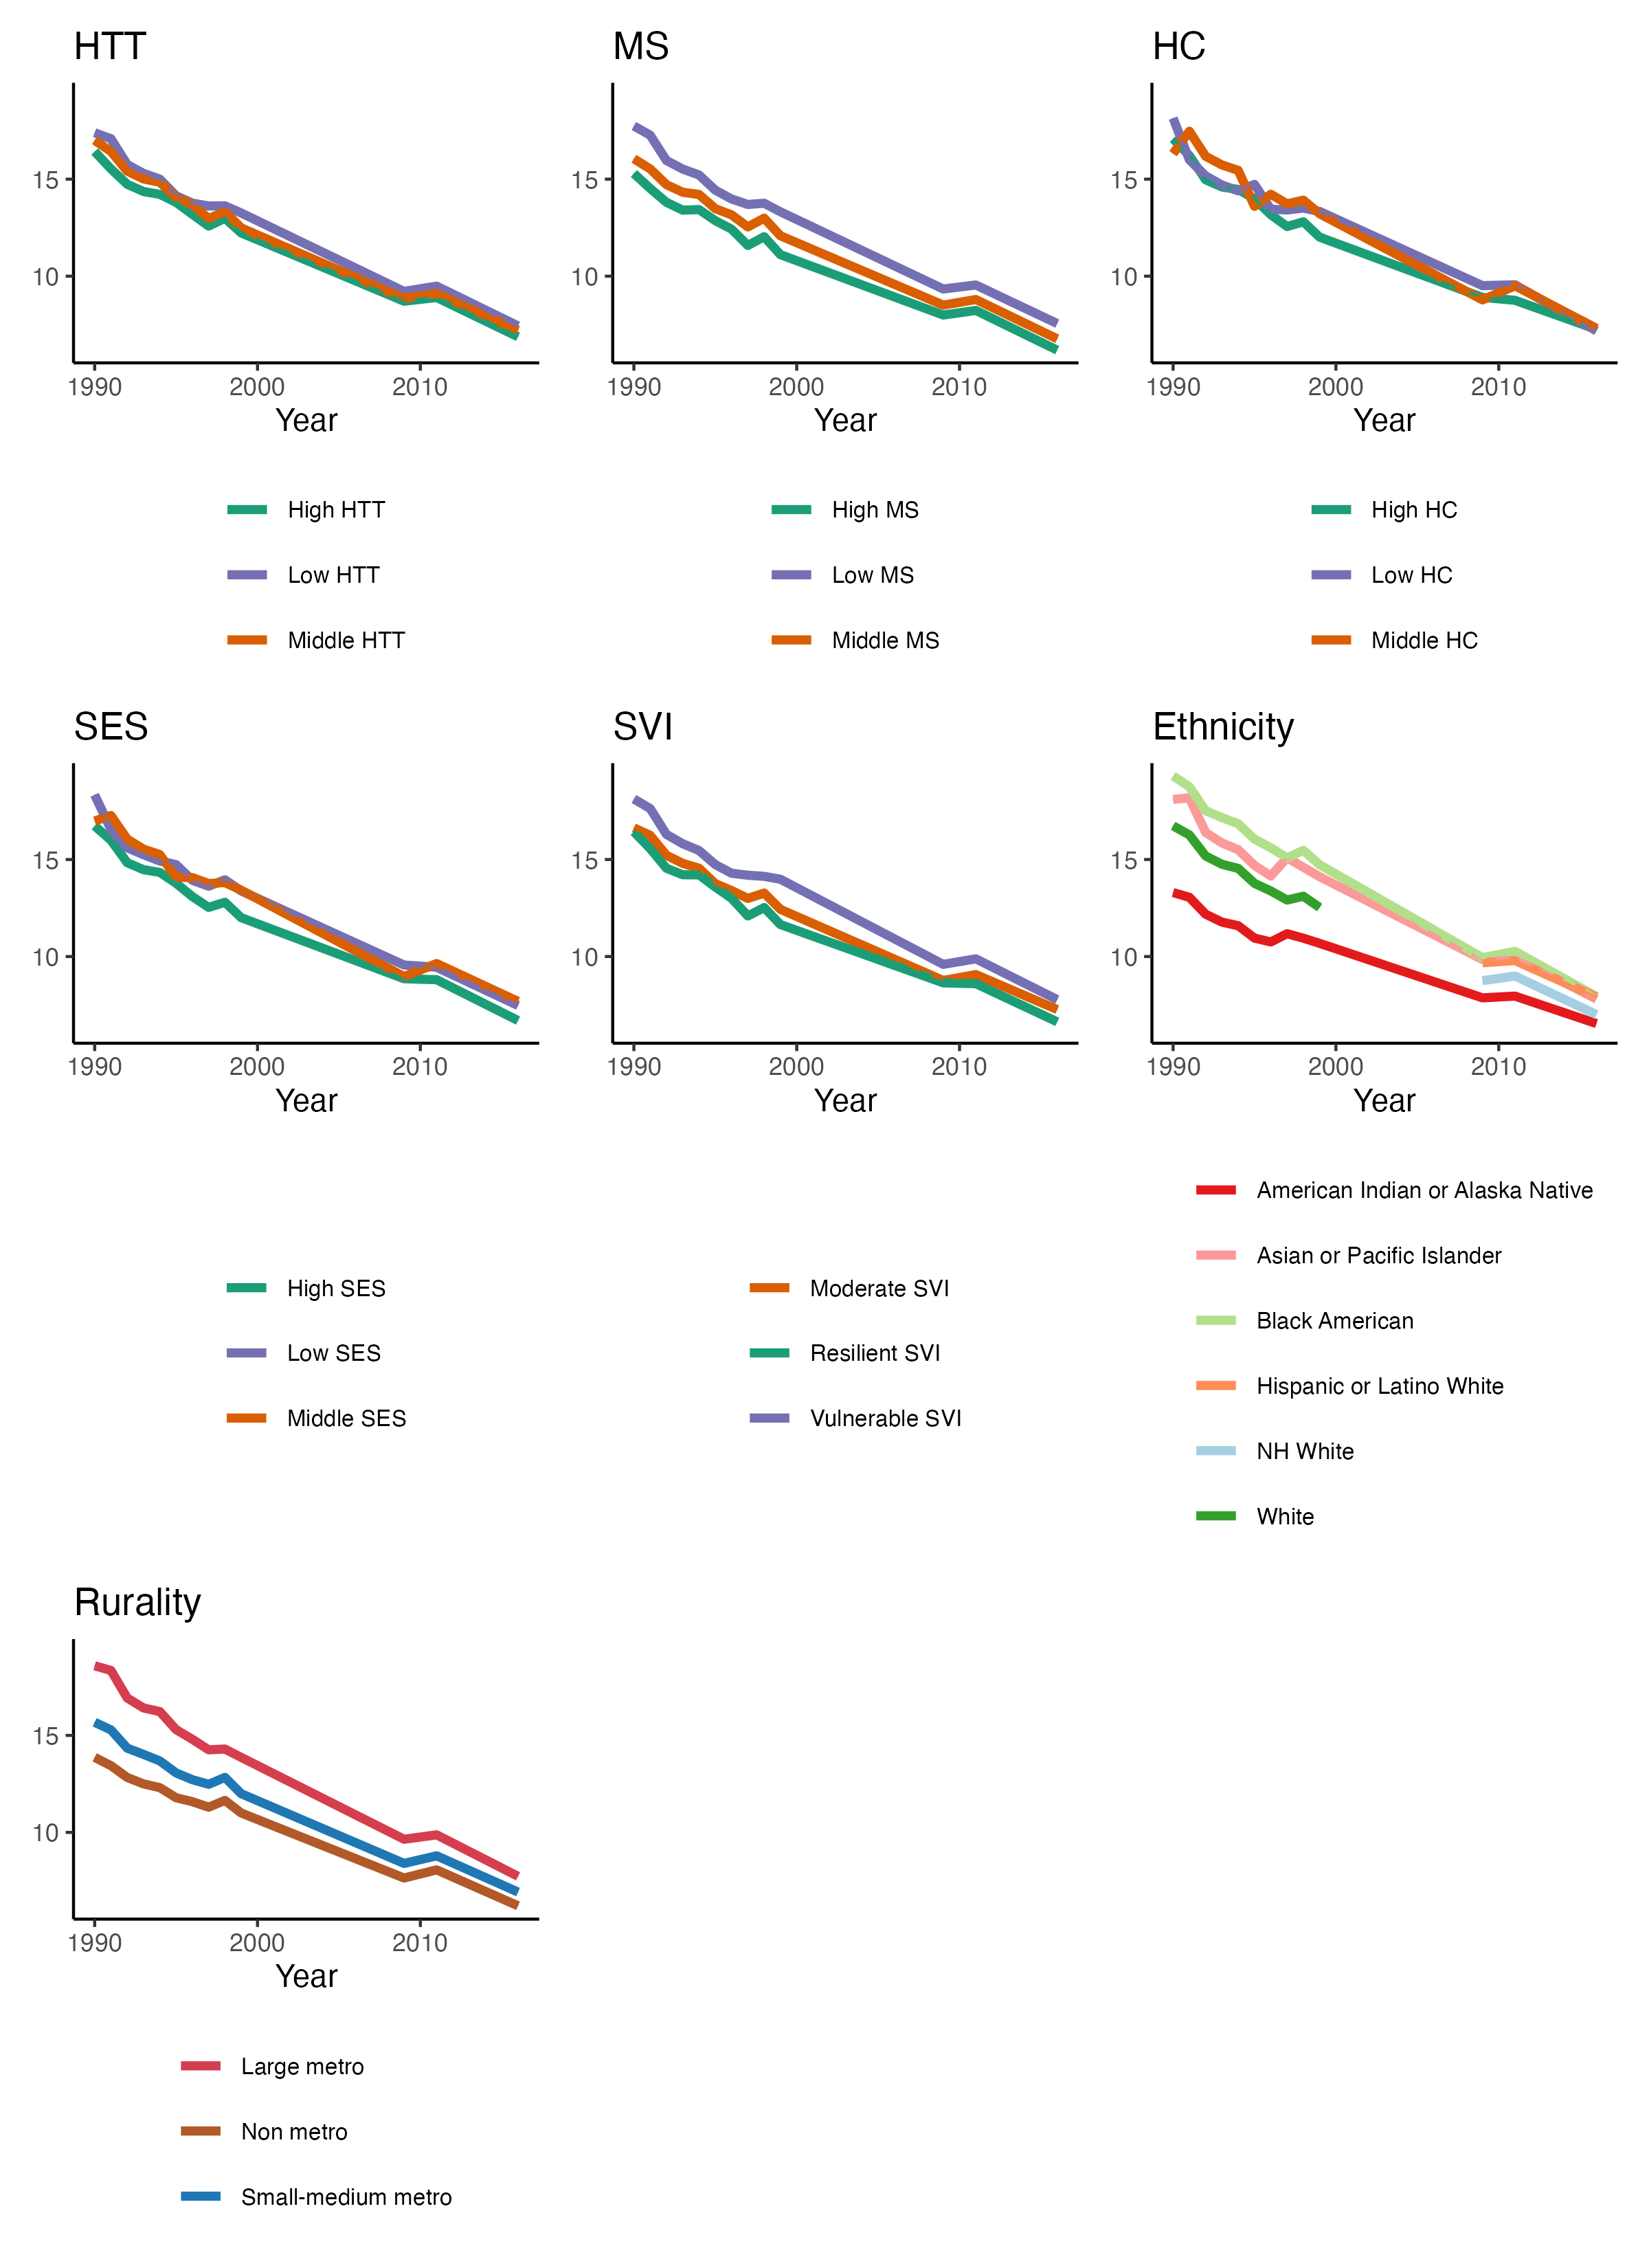 HTT
MS
HC
15
10
1990 2000 2010
Year
15
10
1990 2000 2010
Year
15
10
1990 2000 2010
Year
High HTT
Low HTT
Middle HTT
High MS
Low MS
Middle MS
High HC
Low HC
Middle HC
SES
SVI
Ethnicity
15
10
1990 2000 2010
Year
15
10
1990 2000 2010
Year
15
10
1990 2000 2010
Year
High SES
Low SES
Middle SES
Moderate SVI
Resilient SVI
Vulnerable SVI
American Indian or Alaska Native
Asian or Pacific Islander
Black American
Hispanic or Latino White
NH White
White
Rurality
15
10
1990 2000 2010
Year
Large metro
Non metro
Small-medium metro